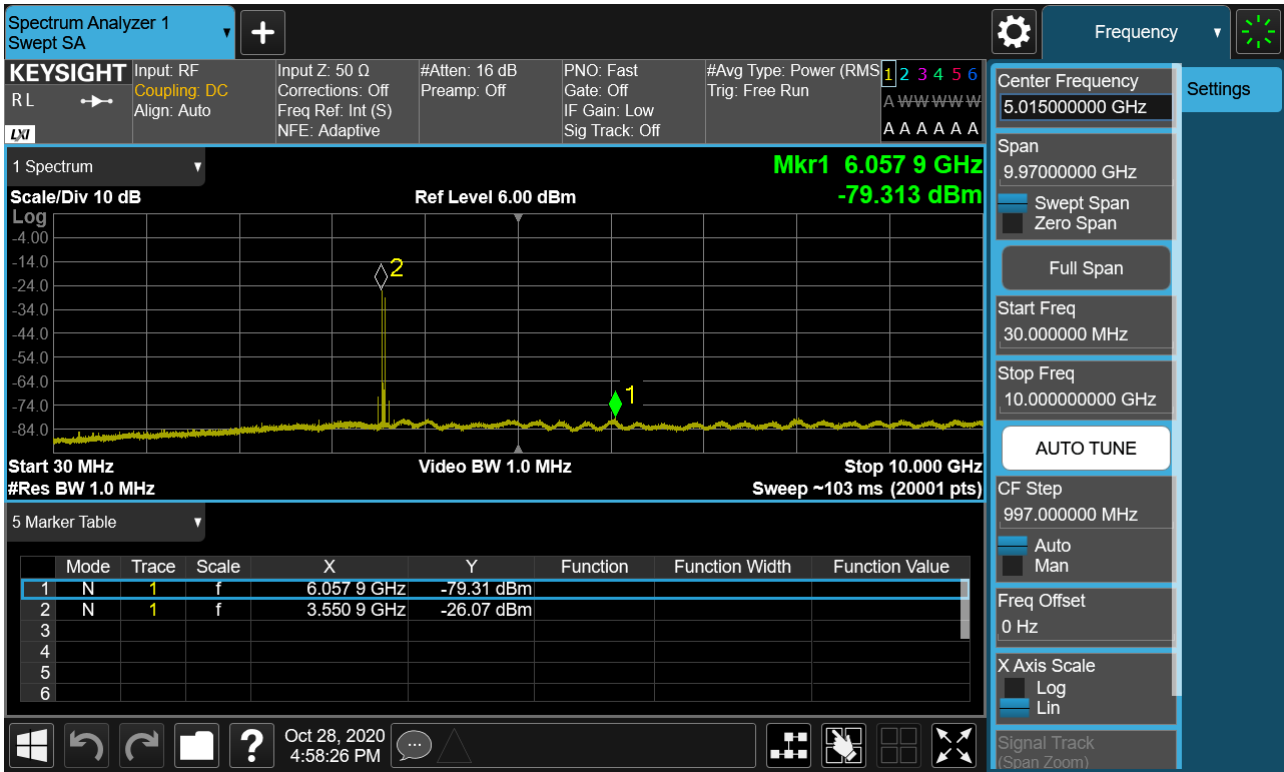 Spectrum Analyzer 1
Swept SA
+
Frequency
KEYSIGHT
R L
LXI
Input: RF
Coupling: DC
Align: Auto
Input Z: 50 Ω
Corrections: Off
Freq Ref: Int (S)
NFE: Adaptive
#Atten: 16 dB
Preamp: Off
PNO: Fast
Gate: Off
IF Gain: Low
Sig Track: Off
#Avg Type: Power (RMS
Trig: Free Run
1 2 3 4 5 6
A W W W W W
A A A A A A
1 Spectrum
Scale/Div 10 dB
Ref Level 6.00 dBm
Mkr1 6.057 9 GHz
-79.313 dBm
Log
-4.00
-14.0
-24.0
-34.0
-44.0
-54.0
-64.0
-74.0
-84.0
2
1
Start 30 MHz
Video BW 1.0 MHz
Stop 10.000 GHz
#Res BW 1.0 MHz
Sweep ~103 ms (20001 pts)
5 Marker Table
Mode Trace Scale X Y Function Function Width Function Value
1 N 1 f 6.057 9 GHz -79.31 dBm
2 N 1 f 3.550 9 GHz -26.07 dBm
3
4
5
6
Center Frequency
5.015000000 GHz
Span
9.97000000 GHz
Swept Span
Zero Span
Full Span
Start Freq
30.000000 MHz
Stop Freq
10.000000000 GHz
AUTO TUNE
CF Step
997.000000 MHz
Auto
Man
Freq Offset
0 Hz
X Axis Scale
Log
Lin
Signal Track
(Span Zoom)
Settings
?
Oct 28, 2020
4:58:26 PM